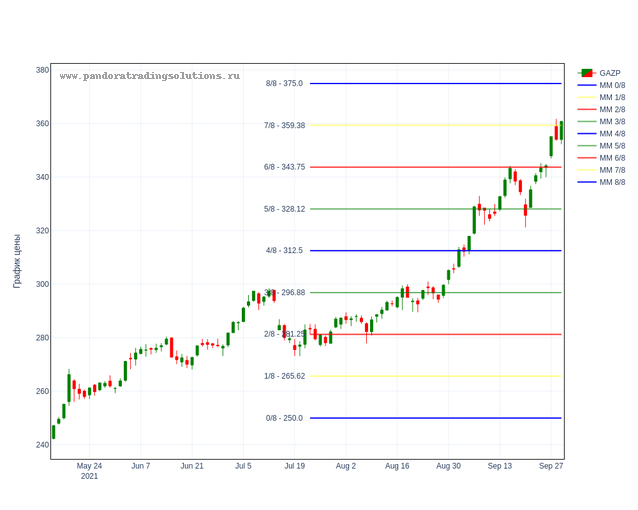 www.pandoratradingsolutions.ru
График цены
380
360
340
320
300
280
260
240
8/8 - 375.0
7/8 - 359.38
6/8 - 343.75
5/8 - 328.12
4/8 - 312.5
3/8 - 296.88
2/8 - 281.25
1/8 - 265.62
0/8 - 250.0
May 24
2021
Jun 7
Jun 21
Jul 5
Jul 19
Aug 2
Aug 16
Aug 30
Sep 13
Sep 27
GAZP
MM 0/8
MM 1/8
MM 2/8
MM 3/8
MM 4/8
MM 5/8
MM 6/8
MM 7/8
MM 8/8